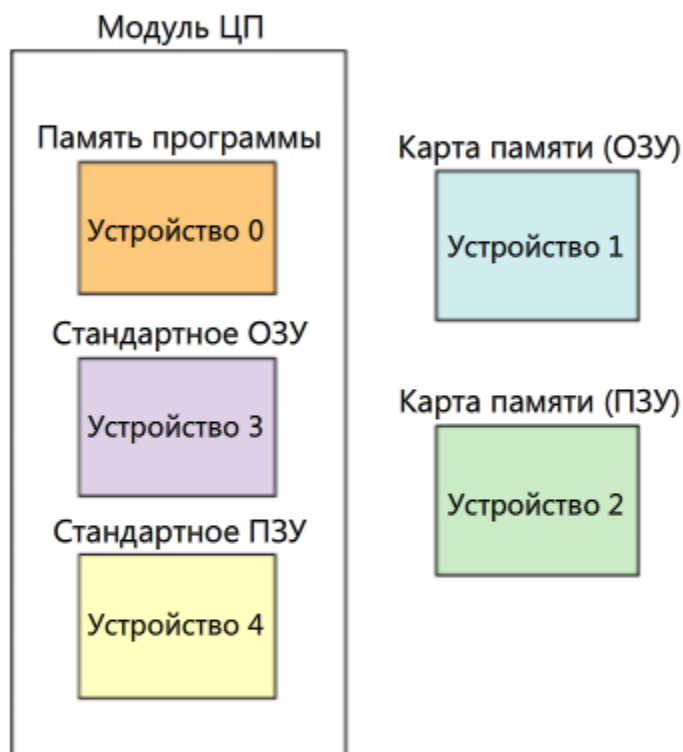 Модуль ЦП
Память программы
Устройство 0
Стандартное ОЗУ
Устройство 3
Стандартное ПЗУ
Устройство 4
Карта памяти (ОЗУ)
Устройство 1
Карта памяти (ПЗУ)
Устройство 2